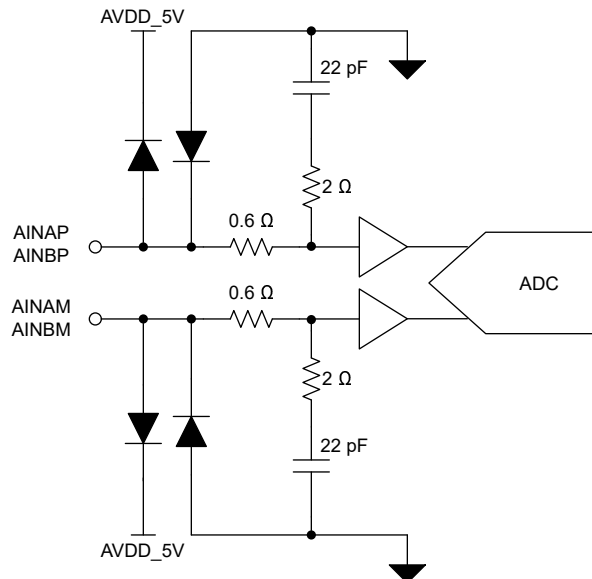 AVDD_5V
22 pF
2 Ω
0.6 Ω
AINAP
AINBP
ADC
0.6 Ω
AINAM
AINBM
2 Ω
22 pF
AVDD_5V